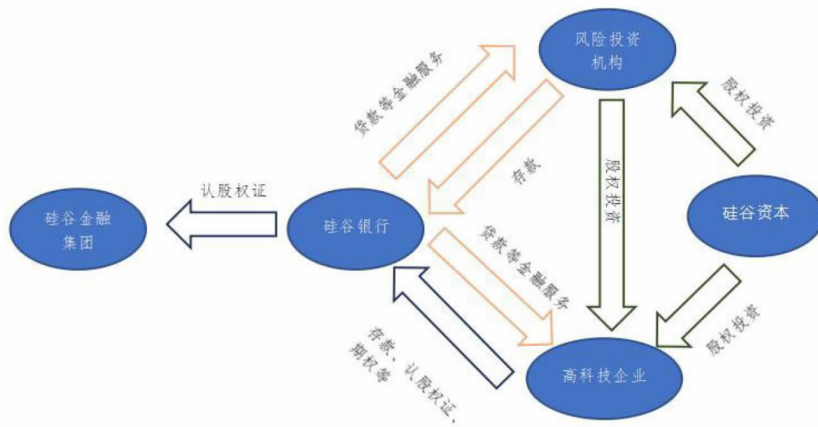 风险投资
机构
贷款等金融服务
存款
股权投资
股权投资
认股权证
硅谷金融
集团
硅谷银行
硅谷资本
贷款等金融服务
股权投资
存款、认股权证、
期权等
高科技企业